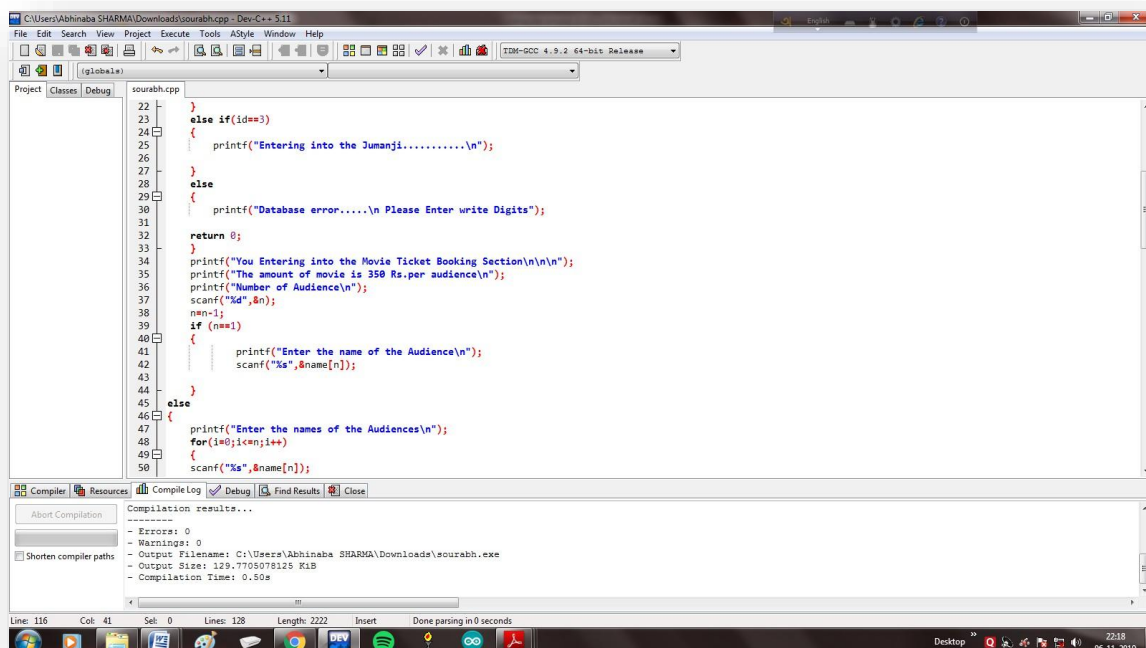 C:\Users\Abhinaba SHARMA\Downloads\sourabh.cpp - Dev-C++ 5.11
English
File Edit Search View Project Execute Tools AStyle Window Help
TDM-GCC 4.9.2 64-bit Release
(globals)
Project Classes Debug sourabh.cpp
22 }
23 else if(id==3)
24 {
25 printf("Entering into the Jumanji...........\n");
26
27 }
28 else
29 {
30 printf("Database error.....\n Please Enter write Digits");
31
32 return 0;
33 }
34 printf("You Entering into the Movie Ticket Booking Section\n\n\n");
35 printf("The amount of movie is 350 Rs.per audience\n");
36 printf("Number of Audience\n");
37 scanf("%d",&n);
38 n=n-1;
39 if (n==1)
40 {
41 printf("Enter the name of the Audience\n");
42 scanf("%s",&name[n]);
43
44 }
45 else
46 {
47 printf("Enter the names of the Audiences\n");
48 for(i=0;i<=n;i++)
49 {
50 scanf("%s",&name[n]);
Compiler Resources Compile Log Debug Find Results Close
Abort Compilation
Shorten compiler paths
Compilation results...
--------
- Errors: 0
- Warnings: 0
- Output Filename: C:\Users\Abhinaba SHARMA\Downloads\sourabh.exe
- Output Size: 129.7705078125 KiB
- Compilation Time: 0.50s
Line: 116 Col: 41 Sel: 0 Lines: 128 Length: 2222 Insert Done parsing in 0 seconds
DEV
Desktop
22:18